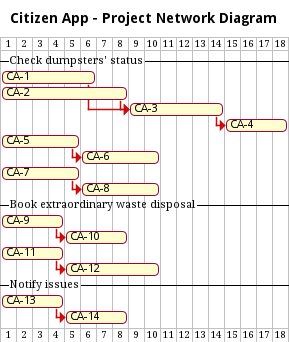 Citizen App - Project Network Diagram
1 2 3 4 5 6 7 8 9 10 11 12 13 14 15 16 17 18
Check dumpsters' status
CA-1
CA-2
CA-3
CA-4
CA-5
CA-6
CA-7
CA-8
Book extraordinary waste disposal
CA-9
CA-10
CA-11
CA-12
Notify issues
CA-13
CA-14
1 2 3 4 5 6 7 8 9 10 11 12 13 14 15 16 17 18